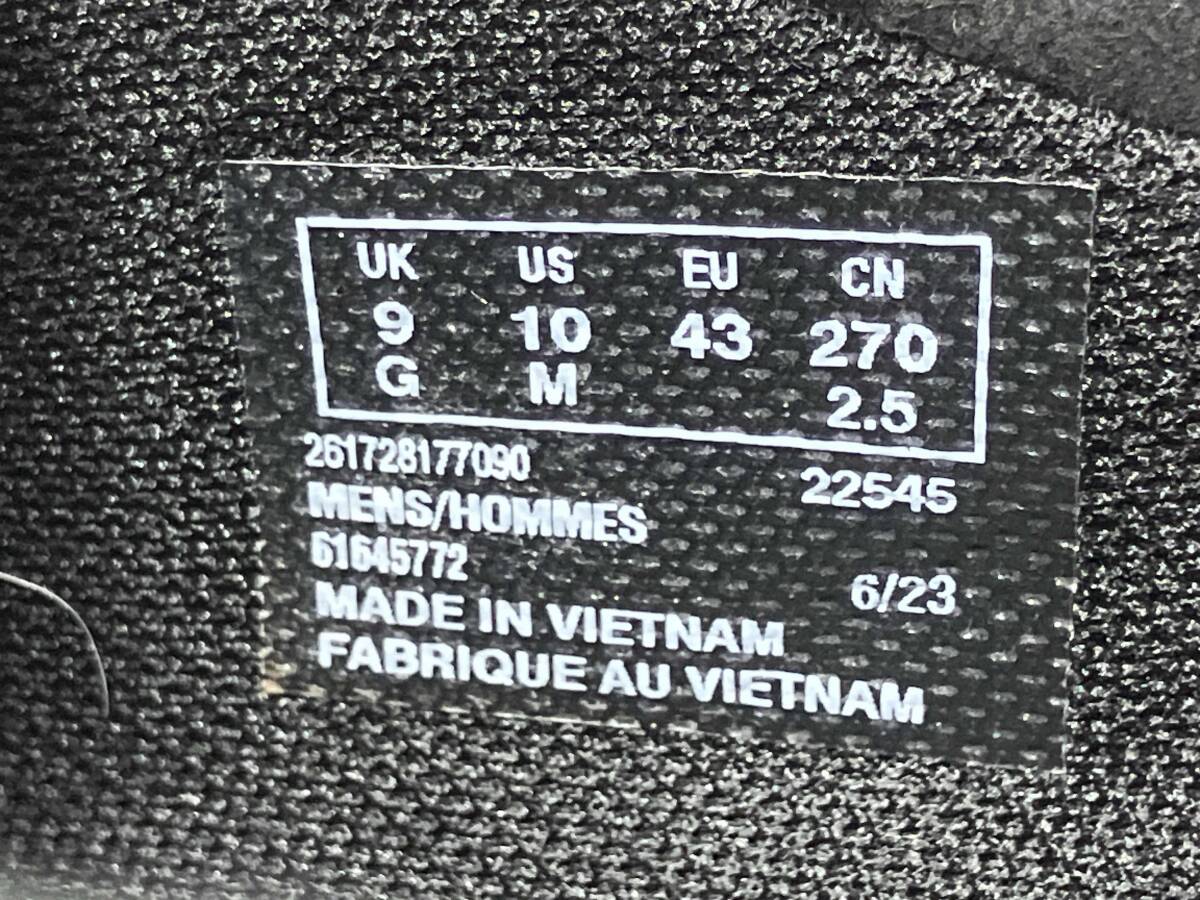 UK US EU CN
9 10 43 270
G M 2.5
261728177090 22545
MENS/HOMMES
61645772 6/23
MADE IN VIETNAM
FABRIQUE AU VIETNAM